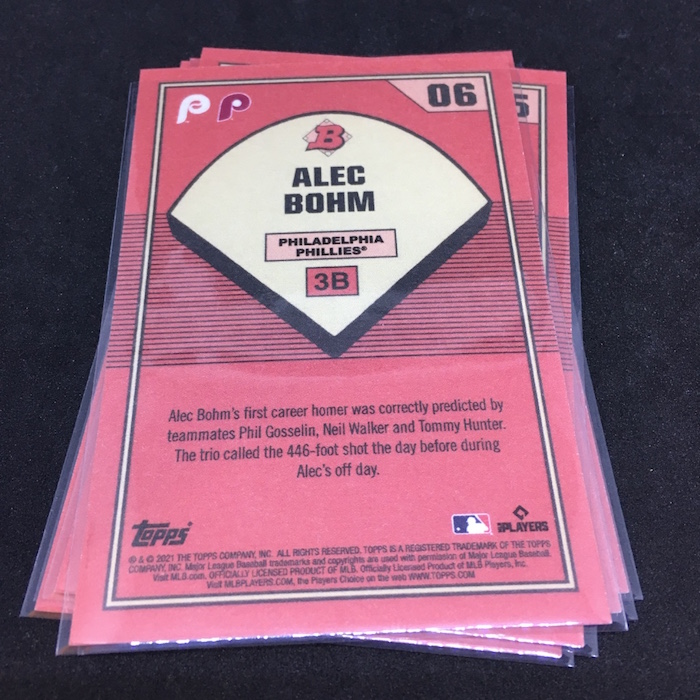 P P
06
5
B
ALEC
BOHM
PHILADELPHIA
PHILLIES®
3B
Alec Bohm's first career homer was correctly predicted by
teammates Phil Gosselin, Neil Walker and Tommy Hunter.
The trio called the 446-foot shot the day before during
Alec's off day.
topps®
PLAYERS
® & © 2021 THE TOPPS COMPANY, INC. ALL RIGHTS RESERVED. TOPPS IS A REGISTERED TRADEMARK OF THE TOPPS
COMPANY, INC. Major League Baseball trademarks and copyrights are used with permission of Major League Baseball.
Visit MLB.com. OFFICIALLY LICENSED PRODUCT OF MLB. Officially Licensed Product of MLB Players, Inc.
Visit MLBPLAYERS.COM, the Players Choice on the web WWW.TOPPS.COM